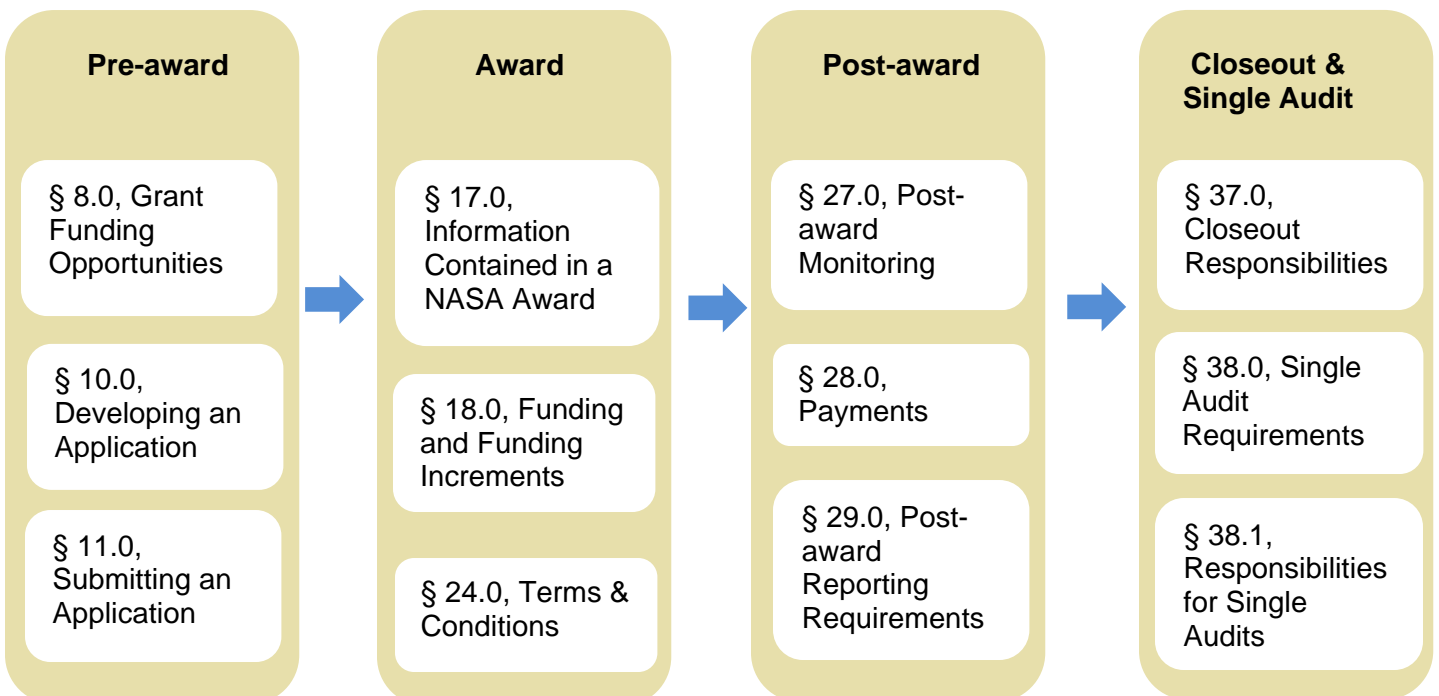 Pre-award
§ 8.0, Grant
Funding
Opportunities
§ 10.0,
Developing an
Application
§ 11.0,
Submitting an
Application
Award
§ 17.0,
Information
Contained in a
NASA Award
§ 18.0, Funding
and Funding
Increments
§ 24.0, Terms &
Conditions
Post-award
§ 27.0, Post-
award
Monitoring
§ 28.0,
Payments
§ 29.0, Post-
award
Reporting
Requirements
Closeout &
Single Audit
§ 37.0,
Closeout
Responsibilities
§ 38.0, Single
Audit
Requirements
§ 38.1,
Responsibilities
for Single
Audits